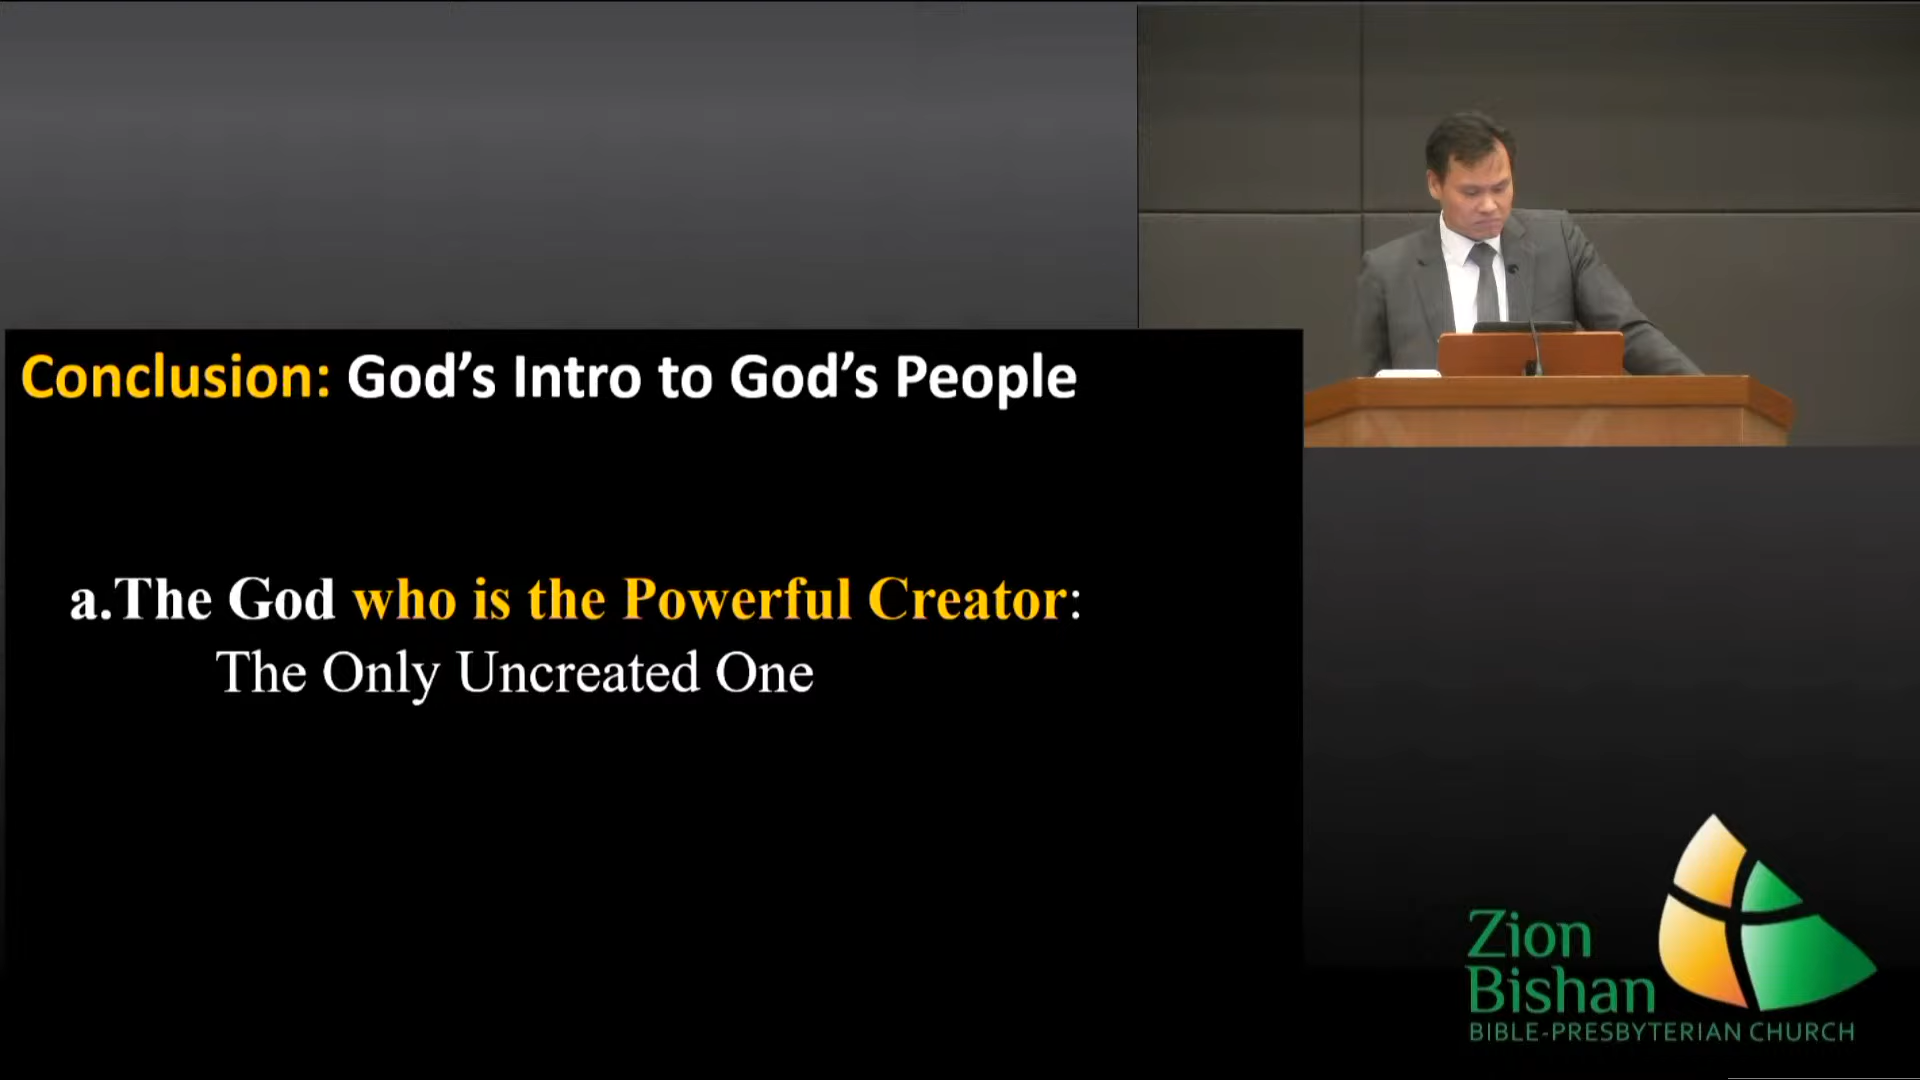 Conclusion: God’s Intro to God’s People
a.The God who is the Powerful Creator:
The Only Uncreated One
Zion
Bishan
BIBLE-PRESBYTERIAN CHURCH